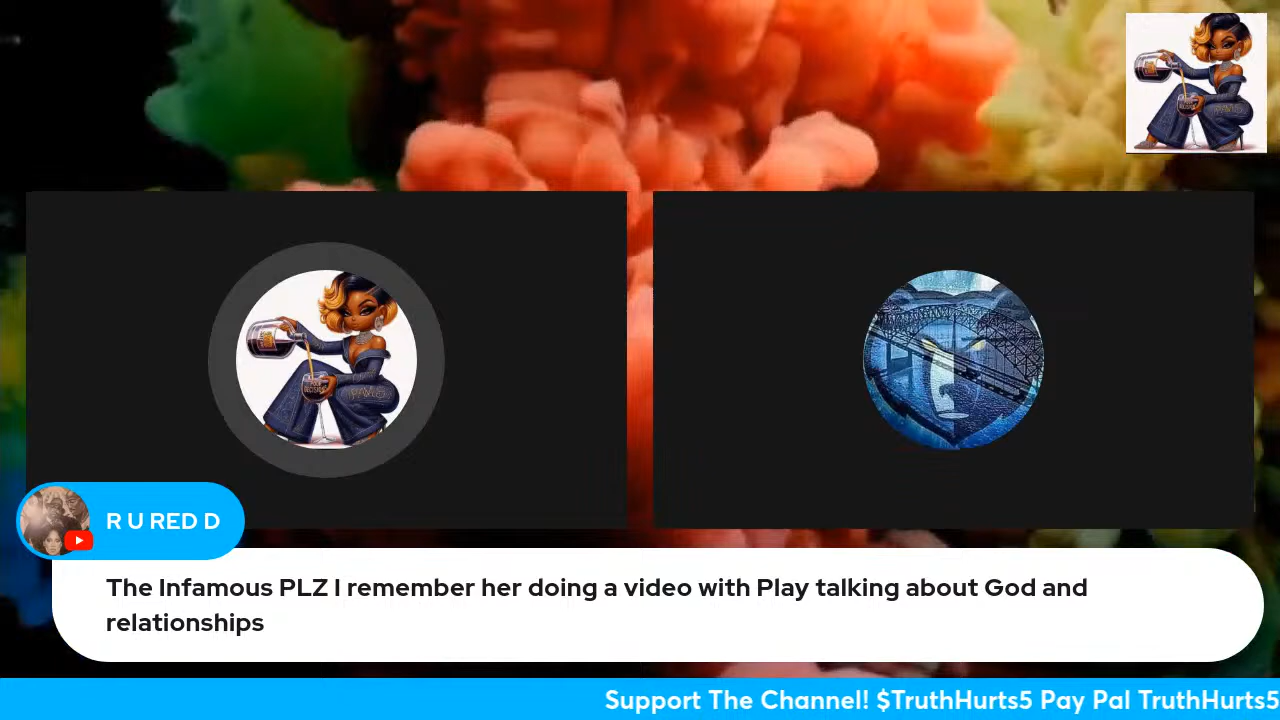 R U RED D
The Infamous PLZ I remember her doing a video with Play talking about God and
relationships
Support The Channel! $TruthHurts5 Pay Pal TruthHurts5